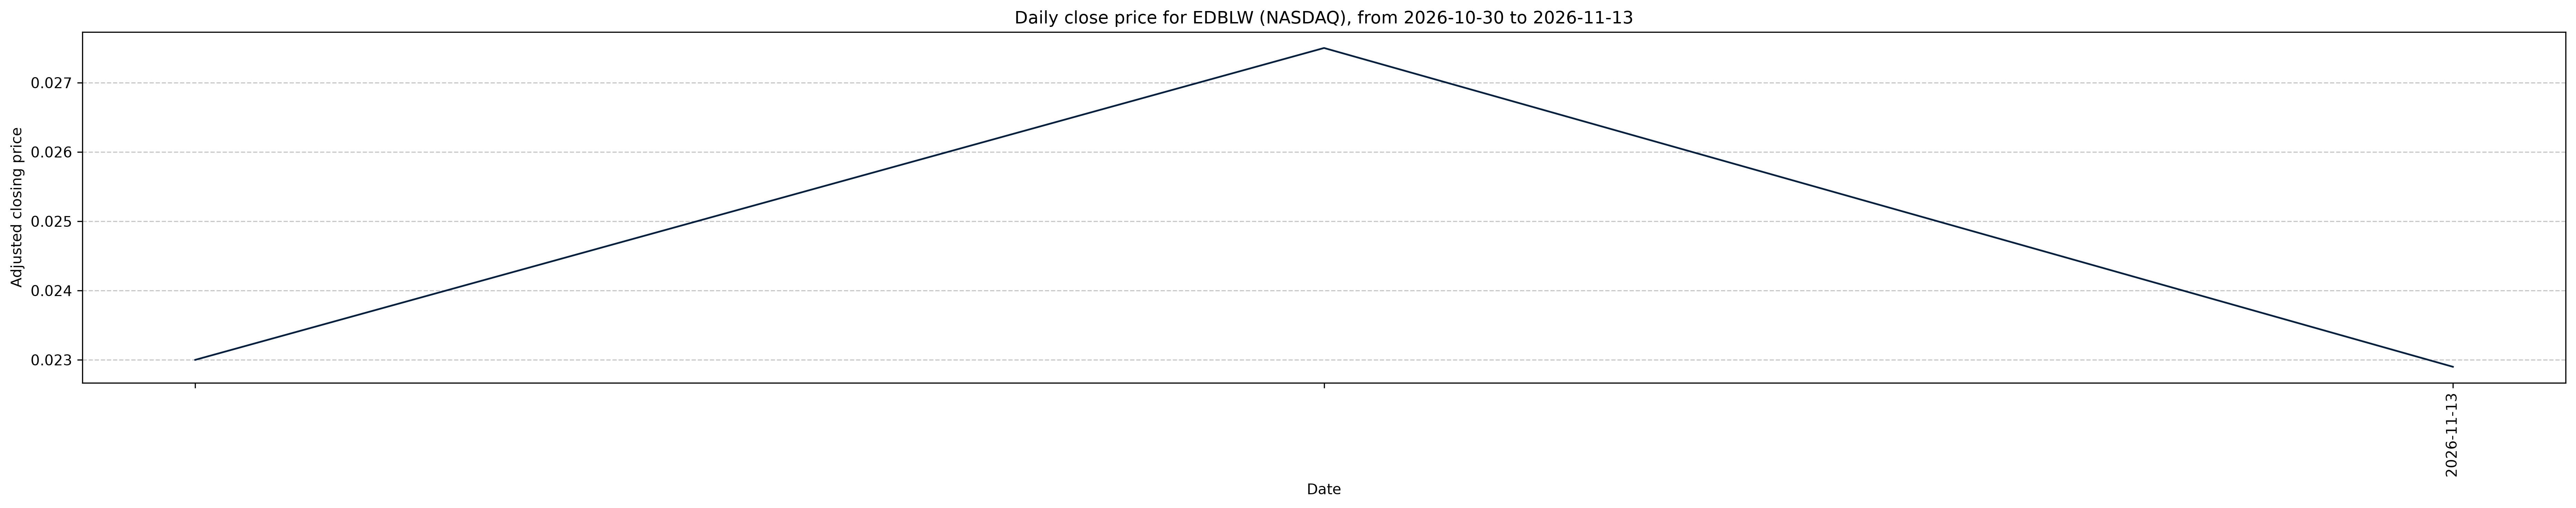 Daily close price for EDBLW (NASDAQ), from 2026-10-30 to 2026-11-13
Adjusted closing price
0.027
0.026
0.025
0.024
0.023
2026-11-13
Date